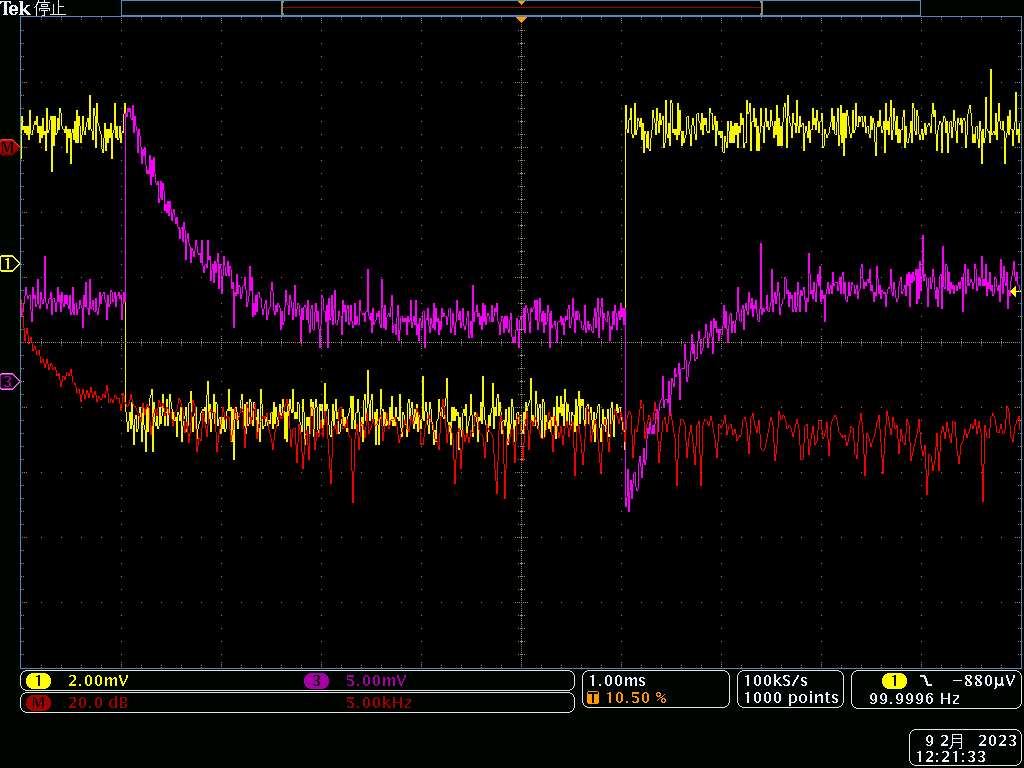 Tek 停止
M
1
3
1 2.00mV 3 5.00mV
M 20.0 dB 5.00kHz
1.00ms
T 10.50 %
100kS/s
1000 points
1 -880µV
99.9996 Hz
9 2月 2023
12:21:33